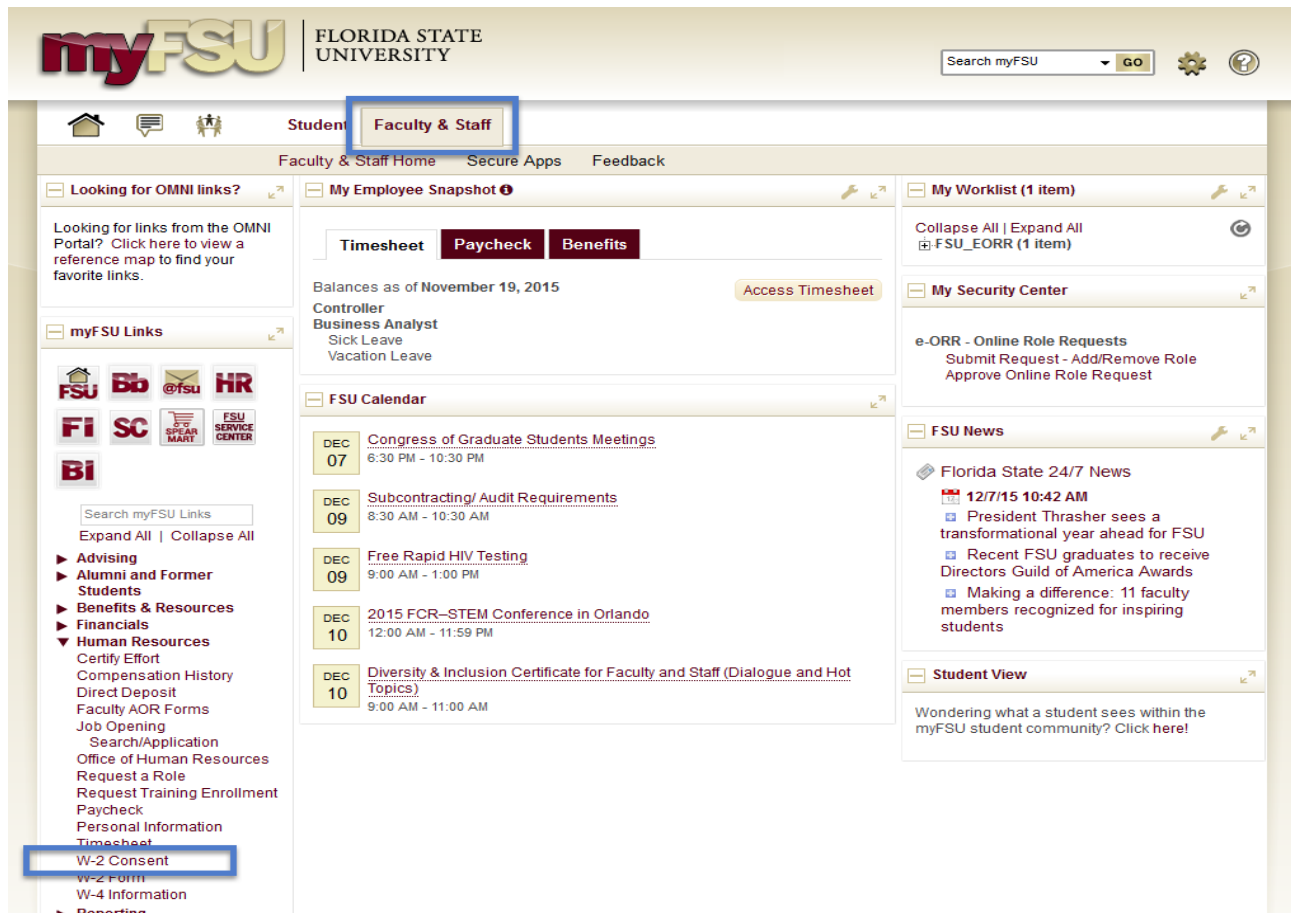 myFSU
FLORIDA STATE
UNIVERSITY
Search myFSU
GO
Student
Faculty & Staff
Faculty & Staff Home
Secure Apps
Feedback
Looking for OMNI links?
Looking for links from the OMNI
Portal? Click here to view a
reference map to find your
favorite links.
myFSU Links
FSU
Bb
@fsu
HR
FI
SC
SPEAR
MART
FSU
SERVICE
CENTER
BI
Search myFSU Links
Expand All | Collapse All
Advising
Alumni and Former
Students
Benefits & Resources
Financials
Human Resources
Certify Effort
Compensation History
Direct Deposit
Faculty AOR Forms
Job Opening
Search/Application
Office of Human Resources
Request a Role
Request Training Enrollment
Paycheck
Personal Information
Timesheet
W-2 Consent
W-2 Form
W-4 Information
Reporting
My Employee Snapshot
Timesheet
Paycheck
Benefits
Balances as of November 19, 2015
Access Timesheet
Controller
Business Analyst
Sick Leave
Vacation Leave
FSU Calendar
DEC
07
Congress of Graduate Students Meetings
6:30 PM - 10:30 PM
DEC
09
Subcontracting/ Audit Requirements
8:30 AM - 10:30 AM
DEC
09
Free Rapid HIV Testing
9:00 AM - 1:00 PM
DEC
10
2015 FCR–STEM Conference in Orlando
12:00 AM - 11:59 PM
DEC
10
Diversity & Inclusion Certificate for Faculty and Staff (Dialogue and Hot
Topics)
9:00 AM - 11:00 AM
My Worklist (1 item)
Collapse All | Expand All
FSU_EORR (1 item)
My Security Center
e-ORR - Online Role Requests
Submit Request - Add/Remove Role
Approve Online Role Request
FSU News
Florida State 24/7 News
12/7/15 10:42 AM
President Thrasher sees a
transformational year ahead for FSU
Recent FSU graduates to receive
Directors Guild of America Awards
Making a difference: 11 faculty
members recognized for inspiring
students
Student View
Wondering what a student sees within the
myFSU student community? Click here!